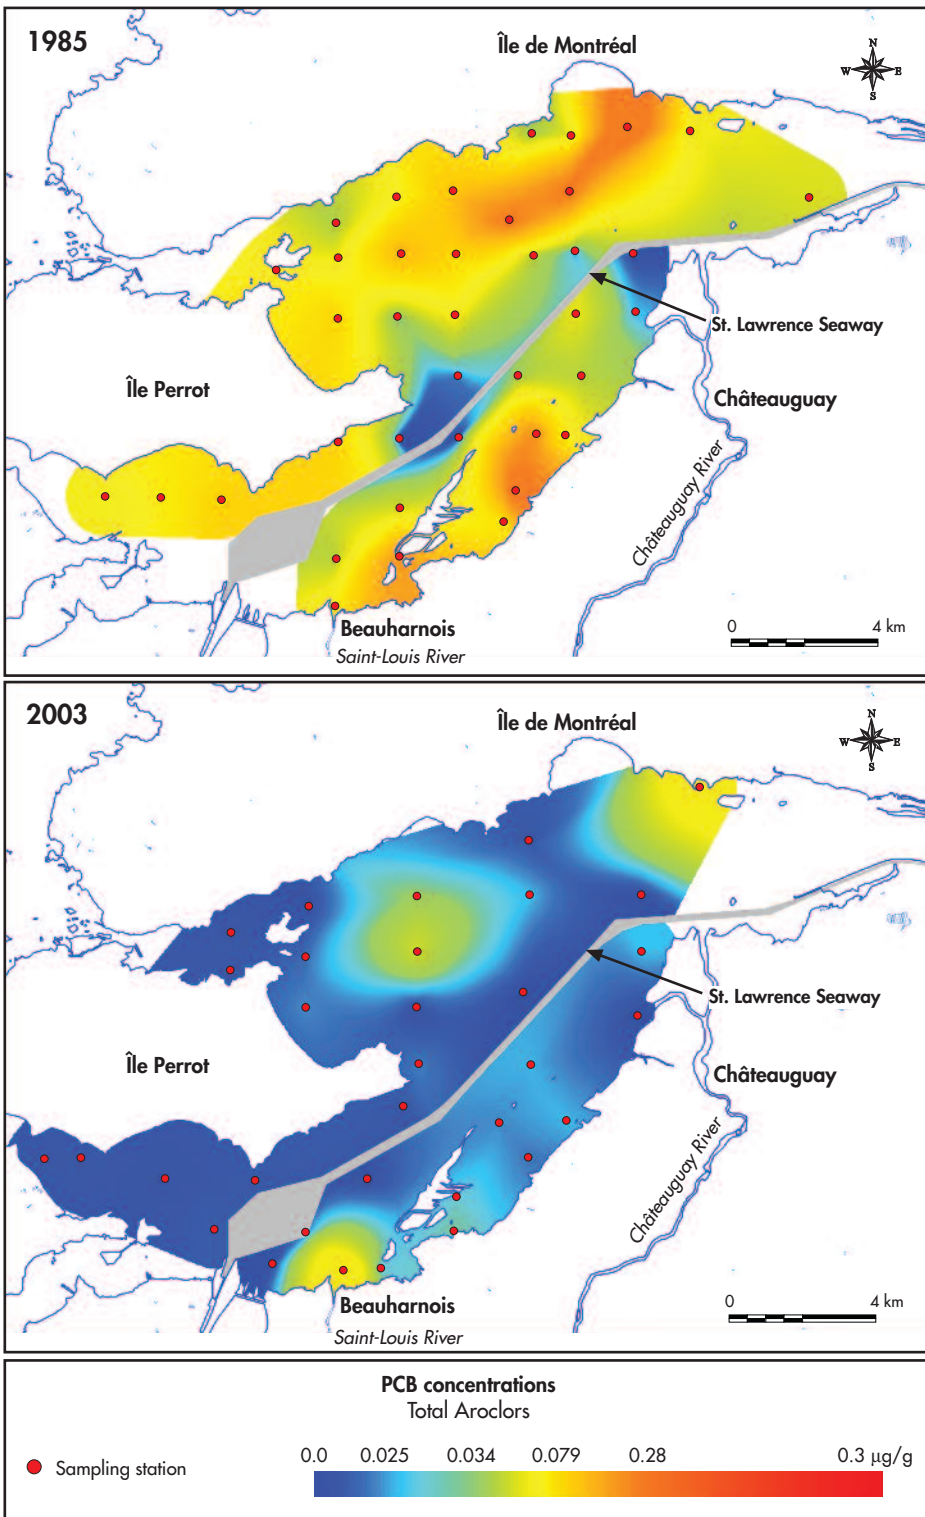 1985
Île de Montréal
N
W E
S
St. Lawrence Seaway
Île Perrot
Châteauguay
Châteauguay River
Beauharnois
Saint-Louis River
0 4 km
2003
Île de Montréal
N
W E
S
St. Lawrence Seaway
Île Perrot
Châteauguay
Châteauguay River
Beauharnois
Saint-Louis River
0 4 km
PCB concentrations
Total Aroclors
Sampling station
0.0 0.025 0.034 0.079 0.28 0.3 µg/g